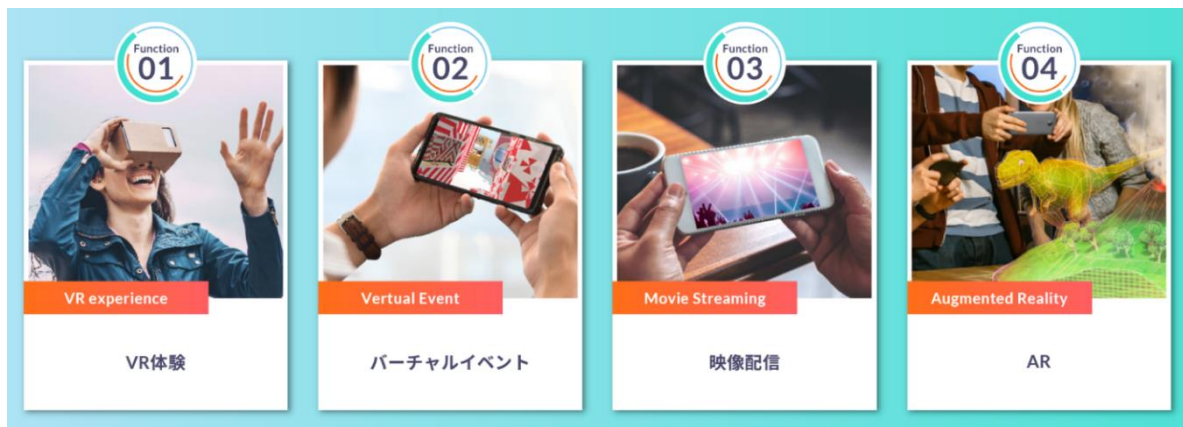 Function
01
VR experience
VR体験
Function
02
Vertual Event
バーチャルイベント
Function
03
Movie Streaming
映像配信
Function
04
Augmented Reality
AR